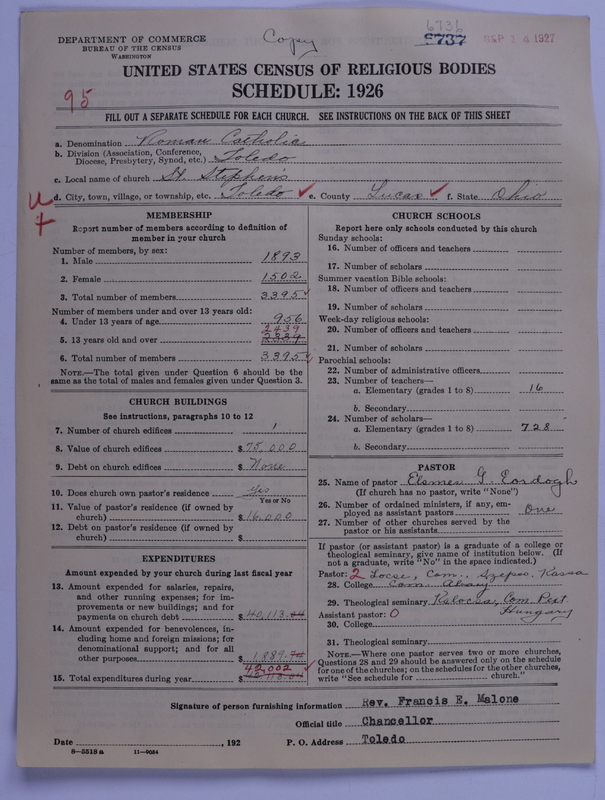 6736
DEPARTMENT OF COMMERCE
BUREAU OF THE CENSUS
WASHINGTON
Copy
5737
SEP 14 1927
UNITED STATES CENSUS OF RELIGIOUS BODIES
SCHEDULE: 1926
95
FILL OUT A SEPARATE SCHEDULE FOR EACH CHURCH. SEE INSTRUCTIONS ON THE BACK OF THIS SHEET
a. Denomination Roman Catholic
b. Division (Association, Conference, Diocese, Presbytery, Synod, etc.) Toledo
c. Local name of church St. Stephen's
d. City, town, village, or township, etc. Toledo ✓ e. County Lucas ✓ f. State Ohio
MEMBERSHIP
Report number of members according to definition of
member in your church
Number of members, by sex:
1. Male 1893
2. Female 1502
3. Total number of members 3395 ✓
Number of members under and over 13 years old:
4. Under 13 years of age 956
2439
5. 13 years old and over 2339
6. Total number of members 3395 ✓
NOTE.—The total given under Question 6 should be
same as the total of males and females given under Question 3.
CHURCH BUILDINGS
See instructions, paragraphs 10 to 12
7. Number of church edifices 1
8. Value of church edifices $ 75,000
9. Debt on church edifices $ None
10. Does church own pastor's residence Yes
Yes or No
11. Value of pastor's residence (if owned by
church) $ 16,000
12. Debt on pastor's residence (if owned by
church) $
EXPENDITURES
Amount expended by your church during last fiscal year
13. Amount expended for salaries, repairs,
and other running expenses; for im-
provements or new buildings; and for
payments on church debt $ 40,113.
14. Amount expended for benevolences, in-
cluding home and foreign missions; for
denominational support; and for all
other purposes $ 1,889.
42,002 ✓
15. Total expenditures during year $
CHURCH SCHOOLS
Report here only schools conducted by this church
Sunday schools:
16. Number of officers and teachers
17. Number of scholars
Summer vacation Bible schools:
18. Number of officers and teachers
19. Number of scholars
Week-day religious schools:
20. Number of officers and teachers
21. Number of scholars
Parochial schools:
22. Number of administrative officers
23. Number of teachers—
a. Elementary (grades 1 to 8) 16
b. Secondary
24. Number of scholars—
a. Elementary (grades 1 to 8) 728
b. Secondary
PASTOR
25. Name of pastor Elemer G. Eordogh
(If church has no pastor, write "None")
26. Number of ordained ministers, if any, em-
ployed as assistant pastors One
27. Number of other churches served by the
pastor or his assistants
If pastor (or assistant pastor) is a graduate of a college or
theological seminary, give name of institution below. (If
not a graduate, write "No" in the space indicated.)
Pastor: 2 Locse, Com. Szepes, Kassa
28. College Com. Abauj
29. Theological seminary Kalocsa, Com. Pest
Assistant pastor: 0 Hungary
30. College
31. Theological seminary
NOTE.—Where one pastor serves two or more churches,
Questions 28 and 29 should be answered only on the schedule
for one of the churches; on the schedules for the other churches,
write "See schedule for church."
Signature of person furnishing information Rev. Francis E. Malone
Official title Chancellor
Date , 192 P. O. Address Toledo
8—5518a 11—9034